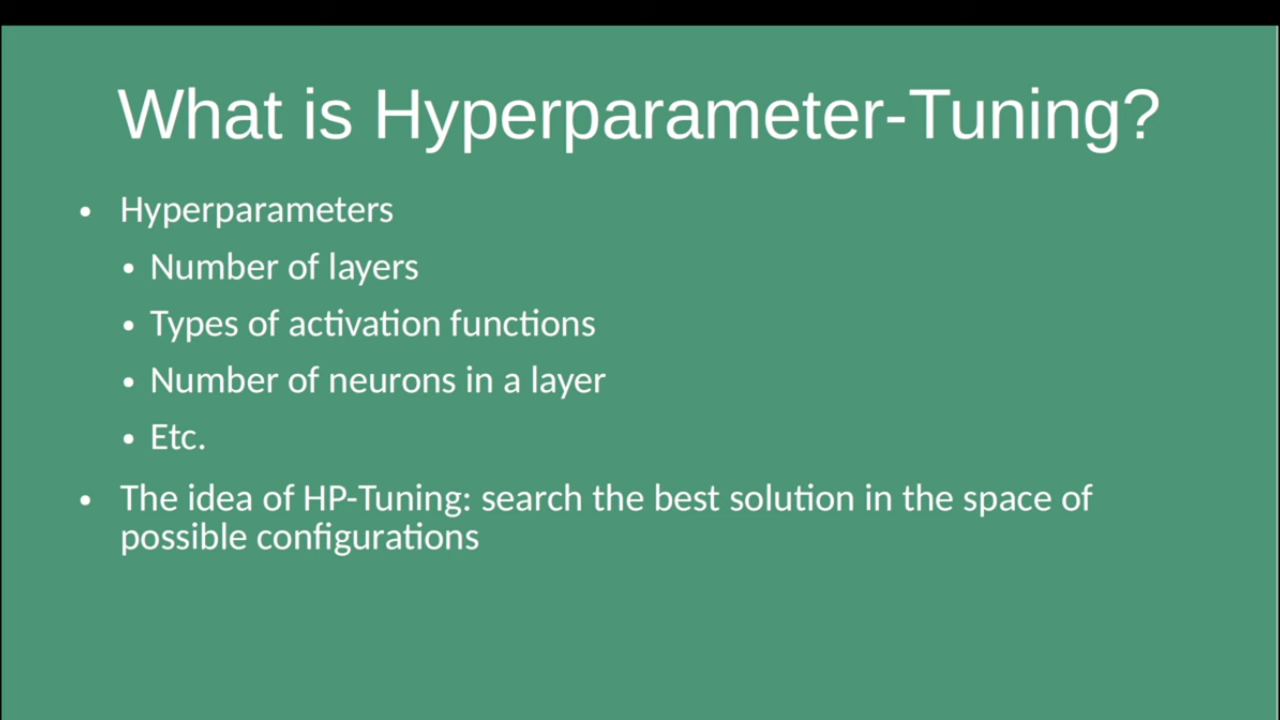 What is Hyperparameter-Tuning?
• Hyperparameters
• Number of layers
• Types of activation functions
• Number of neurons in a layer
• Etc.
• The idea of HP-Tuning: search the best solution in the space of
possible configurations